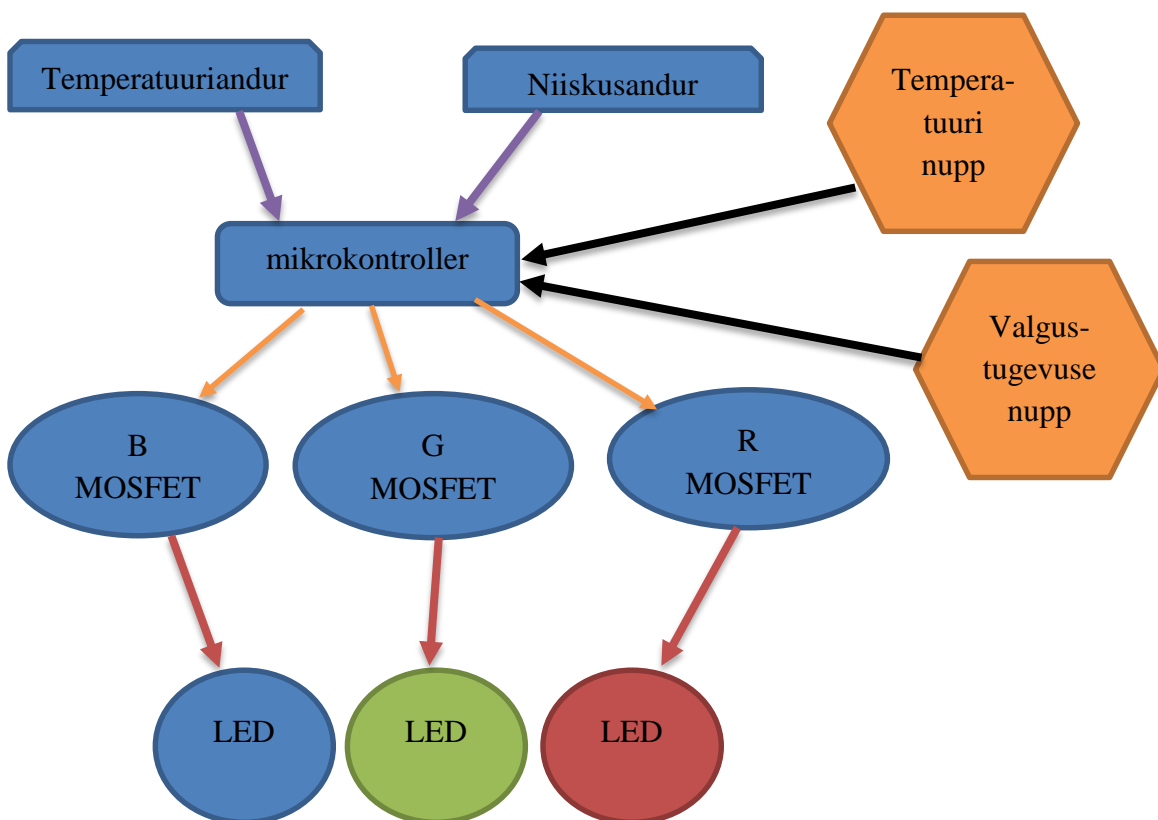 Temperatuuriandur
Niiskusandur
Tempera-
tuuri
nupp
mikrokontroller
Valgus-
tugevuse
nupp
B
MOSFET
G
MOSFET
R
MOSFET
LED
LED
LED